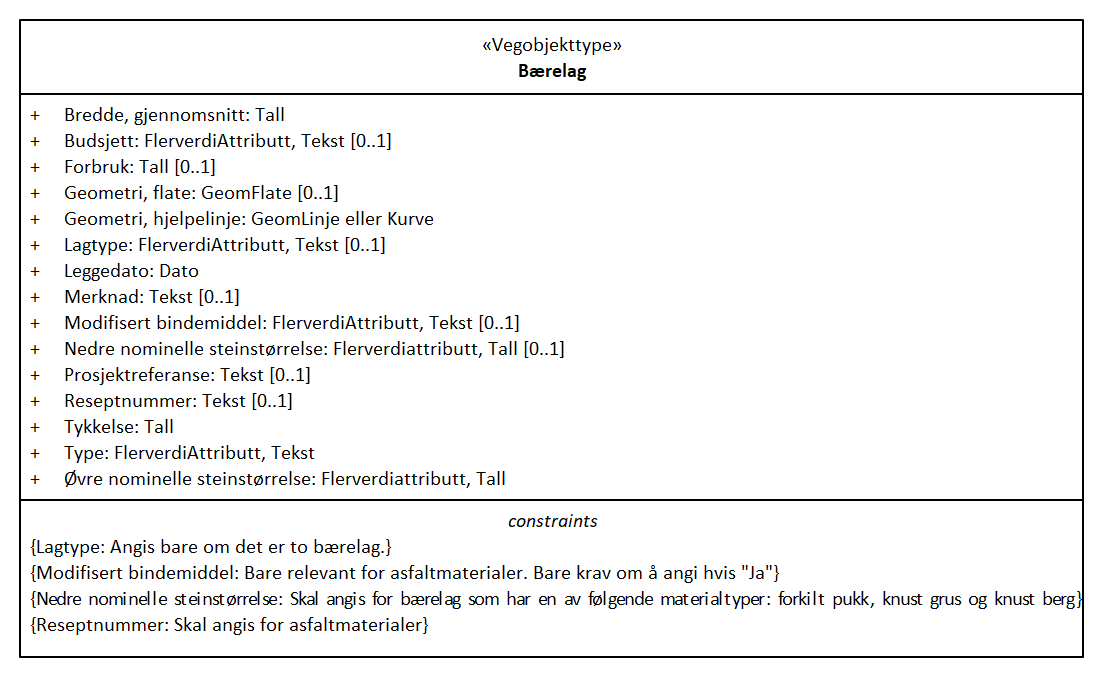 «Vegobjekttype»
Bærelag
+ Bredde, gjennomsnitt: Tall
+ Budsjett: FlerverdiAttributt, Tekst [0..1]
+ Forbruk: Tall [0..1]
+ Geometri, flate: GeomFlate [0..1]
+ Geometri, hjelpelinje: GeomLinje eller Kurve
+ Lagtype: FlerverdiAttributt, Tekst [0..1]
+ Leggedato: Dato
+ Merknad: Tekst [0..1]
+ Modifisert bindemiddel: FlerverdiAttributt, Tekst [0..1]
+ Nedre nominelle steinstørrelse: Flerverdiattributt, Tall [0..1]
+ Prosjektreferanse: Tekst [0..1]
+ Reseptnummer: Tekst [0..1]
+ Tykkelse: Tall
+ Type: FlerverdiAttributt, Tekst
+ Øvre nominelle steinstørrelse: Flerverdiattributt, Tall
constraints
{Lagtype: Angis bare om det er to bærelag.}
{Modifisert bindemiddel: Bare relevant for asfaltmaterialer. Bare krav om å angi hvis "Ja"}
{Nedre nominelle steinstørrelse: Skal angis for bærelag som har en av følgende materialtyper: forkilt pukk, knust grus og knust berg}
{Reseptnummer: Skal angis for asfaltmaterialer}